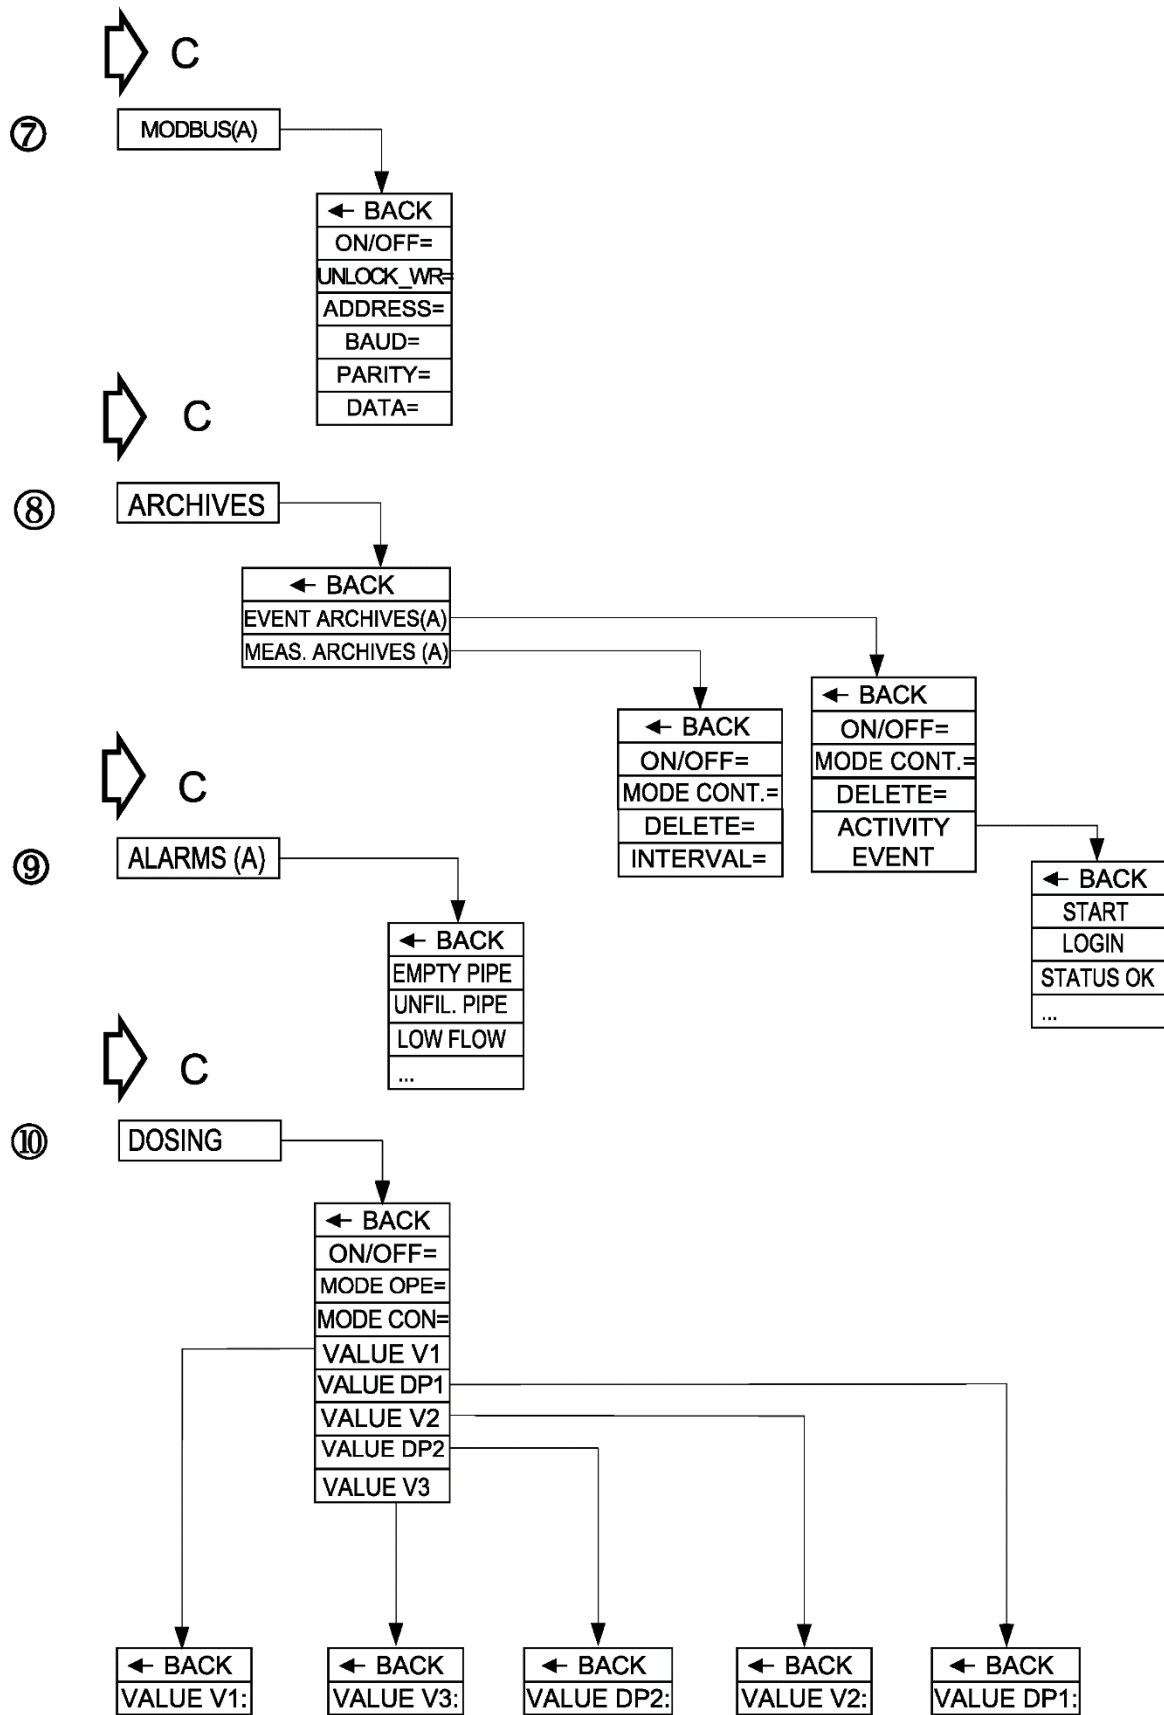 C
⑦ MODBUS(A)
← BACK
ON/OFF=
UNLOCK_WR=
ADDRESS=
BAUD=
PARITY=
DATA=
C
⑧ ARCHIVES
← BACK
EVENT ARCHIVES(A)
MEAS. ARCHIVES (A)
← BACK
ON/OFF=
MODE CONT.=
DELETE=
INTERVAL=
← BACK
ON/OFF=
MODE CONT.=
DELETE=
ACTIVITY
EVENT
← BACK
START
LOGIN
STATUS OK
...
C
⑨ ALARMS (A)
← BACK
EMPTY PIPE
UNFIL. PIPE
LOW FLOW
...
C
⑩ DOSING
← BACK
ON/OFF=
MODE OPE=
MODE CON=
VALUE V1
VALUE DP1
VALUE V2
VALUE DP2
VALUE V3
← BACK
VALUE V1:
← BACK
VALUE V3:
← BACK
VALUE DP2:
← BACK
VALUE V2:
← BACK
VALUE DP1: